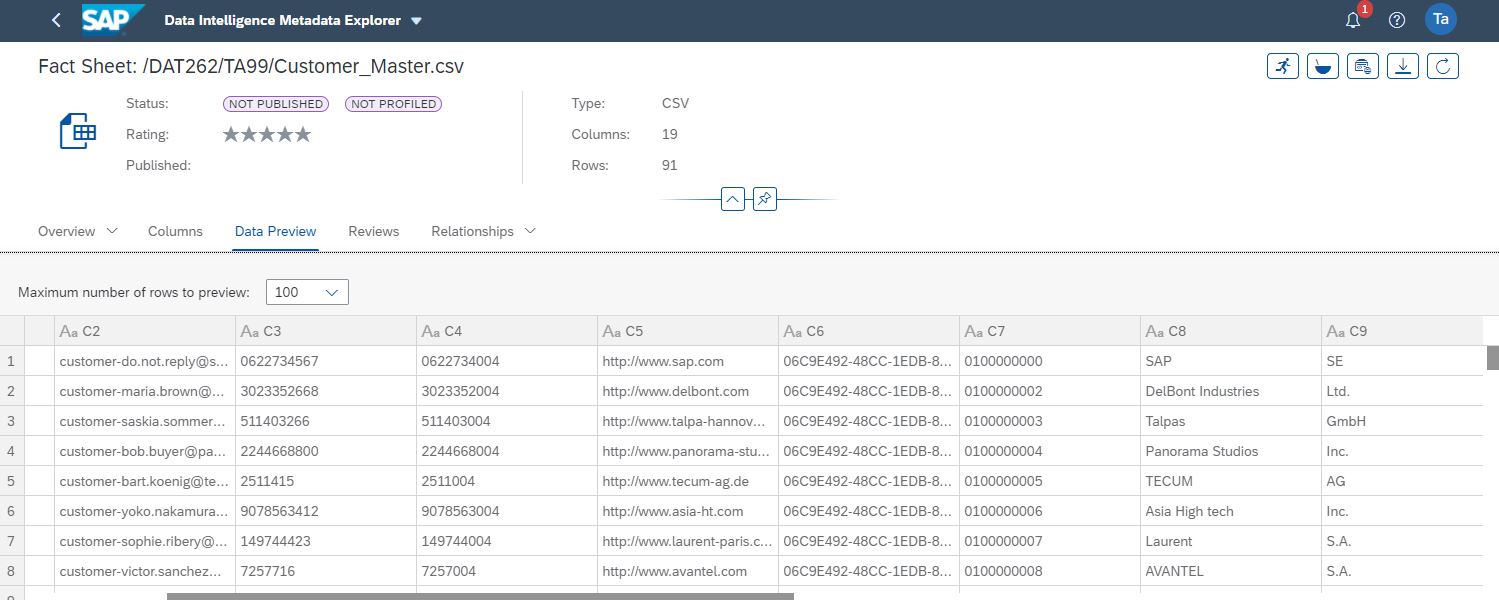 SAP Data Intelligence Metadata Explorer 1 Ta
Fact Sheet: /DAT262/TA99/Customer_Master.csv
Status: NOT PUBLISHED NOT PROFILED Type: CSV
Rating: Columns: 19
Published: Rows: 91
Overview Columns Data Preview Reviews Relationships
Maximum number of rows to preview: 100
Aa C2 Aa C3 Aa C4 Aa C5 Aa C6 Aa C7 Aa C8 Aa C9
1 customer-do.not.reply@s... 0622734567 0622734004 http://www.sap.com 06C9E492-48CC-1EDB-8... 0100000000 SAP SE
2 customer-maria.brown@... 3023352668 3023352004 http://www.delbont.com 06C9E492-48CC-1EDB-8... 0100000002 DelBont Industries Ltd.
3 customer-saskia.sommer... 511403266 511403004 http://www.talpa-hannov... 06C9E492-48CC-1EDB-8... 0100000003 Talpas GmbH
4 customer-bob.buyer@pa... 2244668800 2244668004 http://www.panorama-stu... 06C9E492-48CC-1EDB-8... 0100000004 Panorama Studios Inc.
5 customer-bart.koenig@te... 2511415 2511004 http://www.tecum-ag.de 06C9E492-48CC-1EDB-8... 0100000005 TECUM AG
6 customer-yoko.nakamura... 9078563412 9078563004 http://www.asia-ht.com 06C9E492-48CC-1EDB-8... 0100000006 Asia High tech Inc.
7 customer-sophie.ribery@... 149744423 149744004 http://www.laurent-paris.c... 06C9E492-48CC-1EDB-8... 0100000007 Laurent S.A.
8 customer-victor.sanchez... 7257716 7257004 http://www.avantel.com 06C9E492-48CC-1EDB-8... 0100000008 AVANTEL S.A.